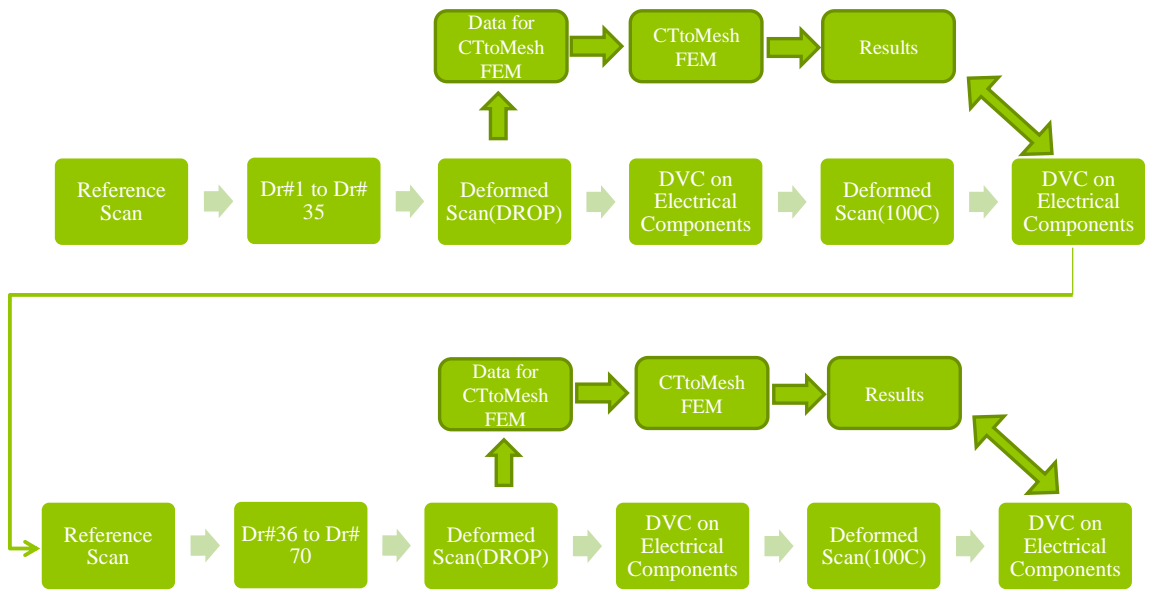 Data for
CTtoMesh
FEM
CTtoMesh
FEM
Results
Reference
Scan
Dr#1 to Dr#
35
Deformed
Scan(DROP)
DVC on
Electrical
Components
Deformed
Scan(100C)
DVC on
Electrical
Components
Data for
CTtoMesh
FEM
CTtoMesh
FEM
Results
Reference
Scan
Dr#36 to Dr#
70
Deformed
Scan(DROP)
DVC on
Electrical
Components
Deformed
Scan(100C)
DVC on
Electrical
Components